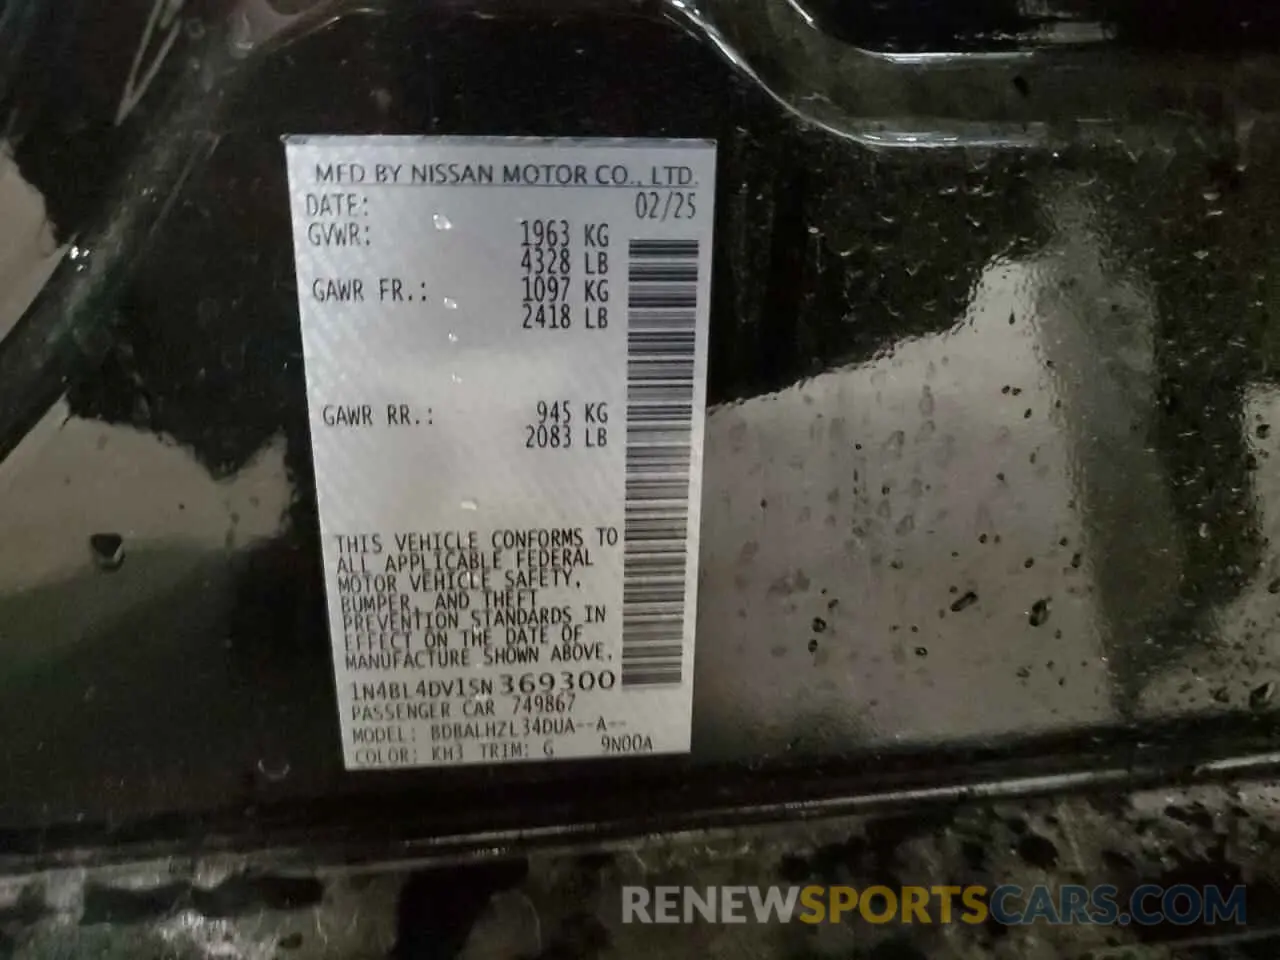 MFD BY NISSAN MOTOR CO., LTD.
DATE: 02/25
GVWR: 1963 KG
4328 LB
GAWR FR.: 1097 KG
2418 LB
GAWR RR.: 945 KG
2083 LB
THIS VEHICLE CONFORMS TO
ALL APPLICABLE FEDERAL
MOTOR VEHICLE SAFETY,
BUMPER, AND THEFT
PREVENTION STANDARDS IN
EFFECT ON THE DATE OF
MANUFACTURE SHOWN ABOVE.
1N4BL4DV1SN369300
PASSENGER CAR 749867
MODEL: BDBALHZL34DUA--A--
COLOR: KH3 TRIM: G 9N00A
RENEWSPORTSCARS.COM